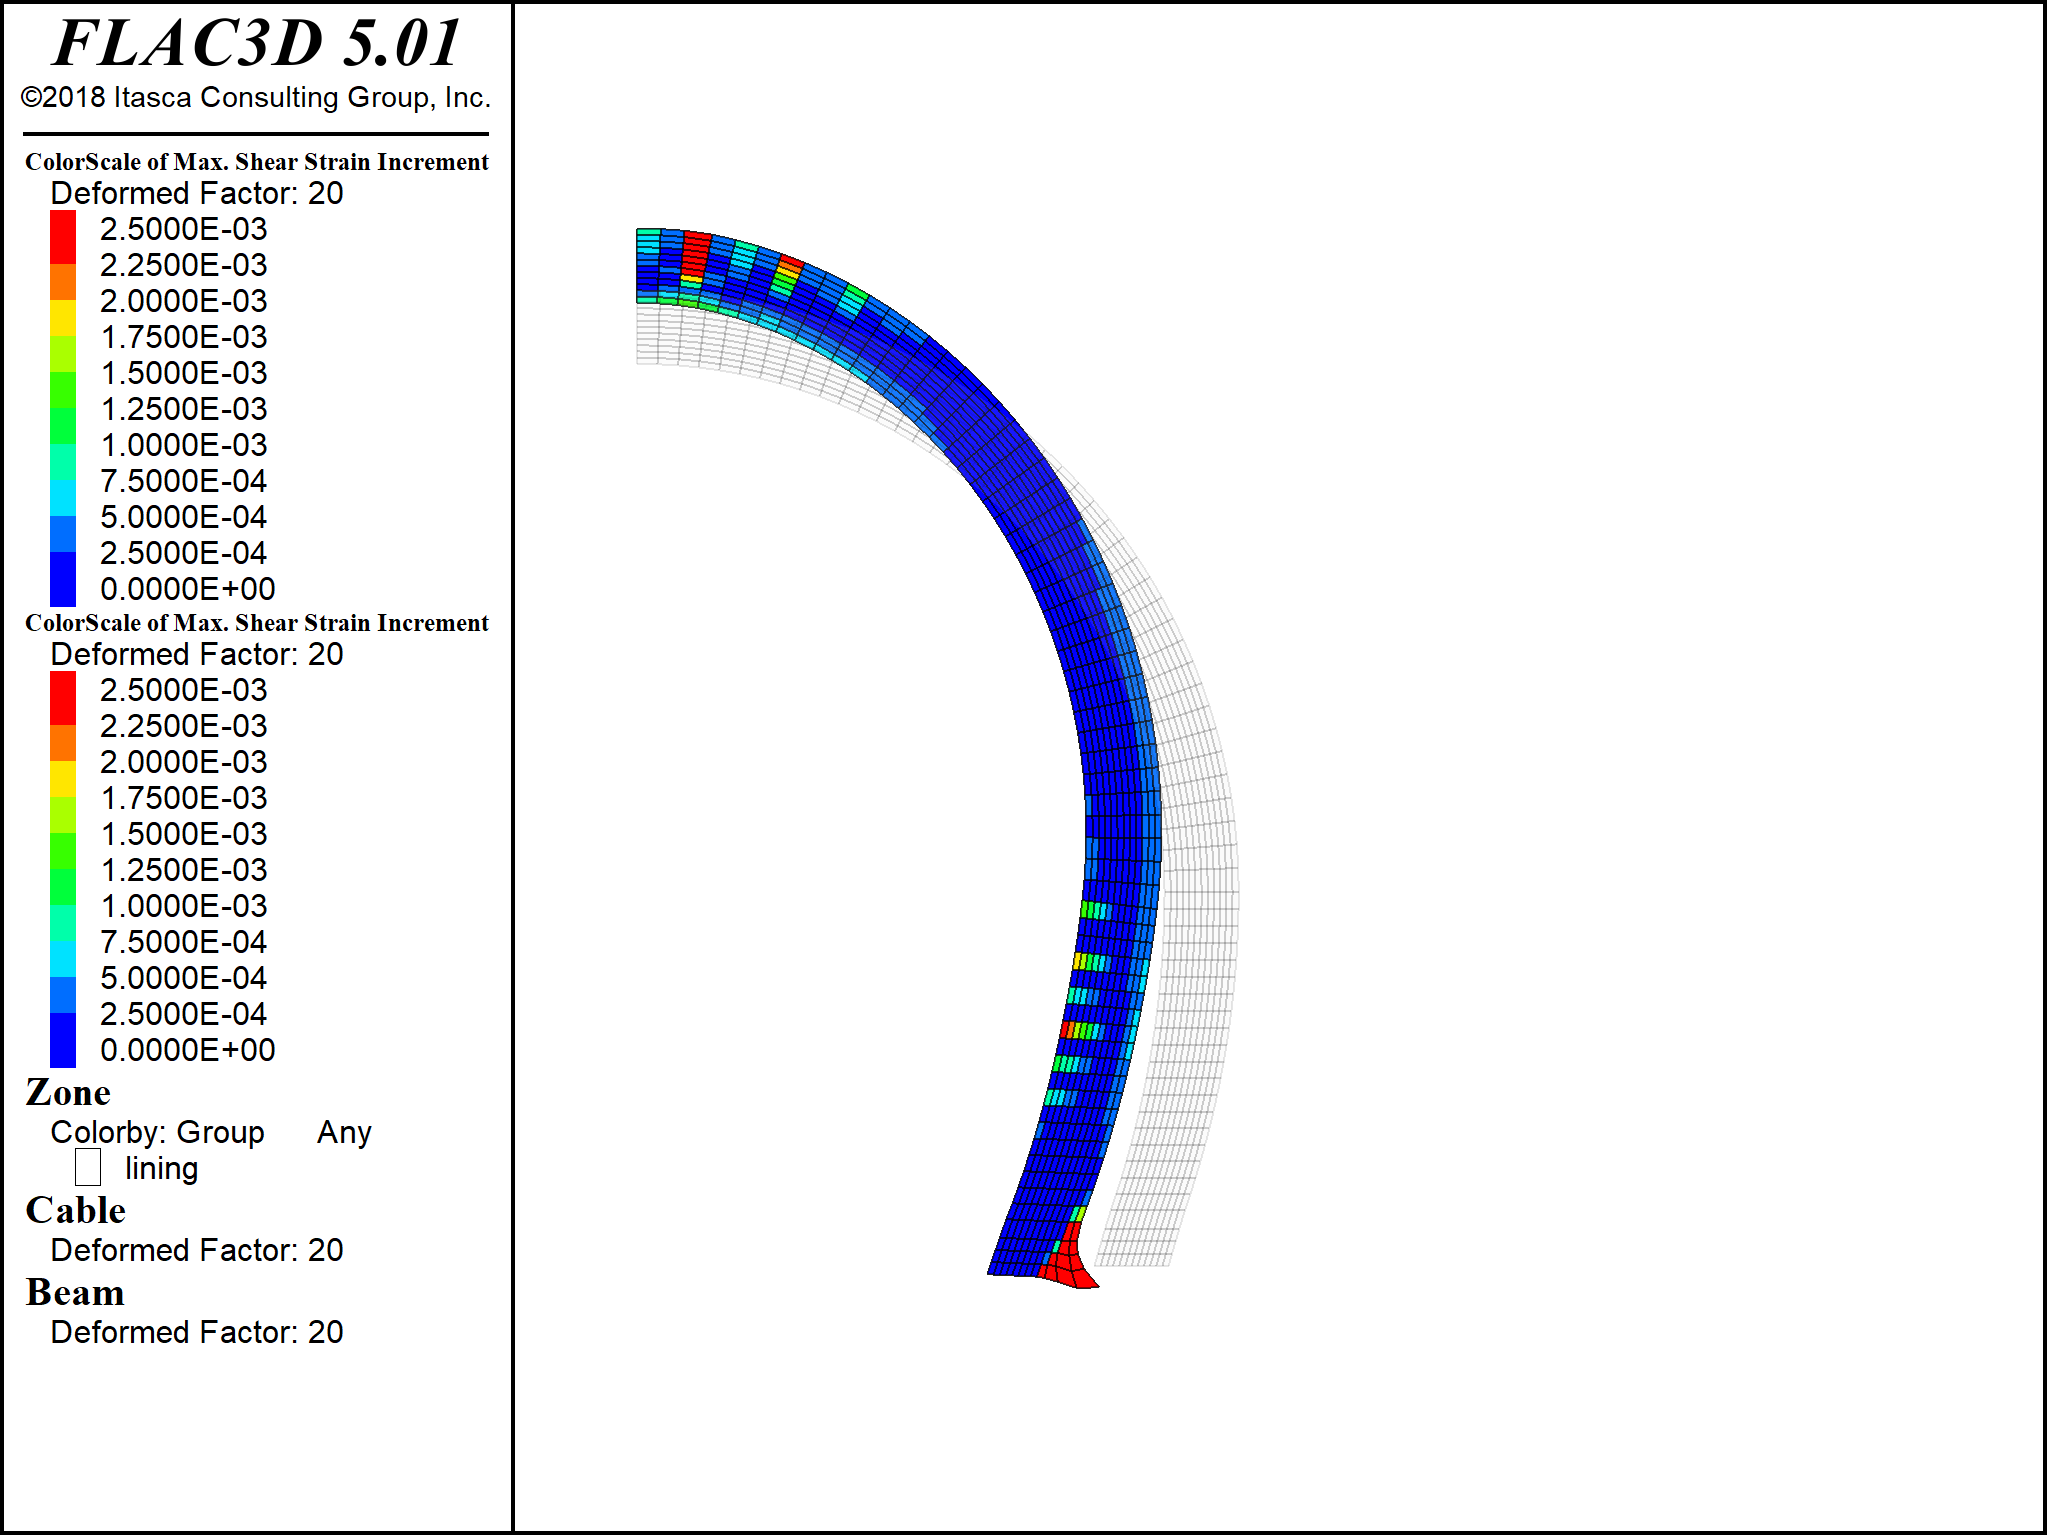 FLAC3D 5.01
©2018 Itasca Consulting Group, Inc.
ColorScale of Max. Shear Strain Increment
Deformed Factor: 20
2.5000E-03
2.2500E-03
2.0000E-03
1.7500E-03
1.5000E-03
1.2500E-03
1.0000E-03
7.5000E-04
5.0000E-04
2.5000E-04
0.0000E+00
ColorScale of Max. Shear Strain Increment
Deformed Factor: 20
2.5000E-03
2.2500E-03
2.0000E-03
1.7500E-03
1.5000E-03
1.2500E-03
1.0000E-03
7.5000E-04
5.0000E-04
2.5000E-04
0.0000E+00
Zone
Colorby: Group Any
lining
Cable
Deformed Factor: 20
Beam
Deformed Factor: 20